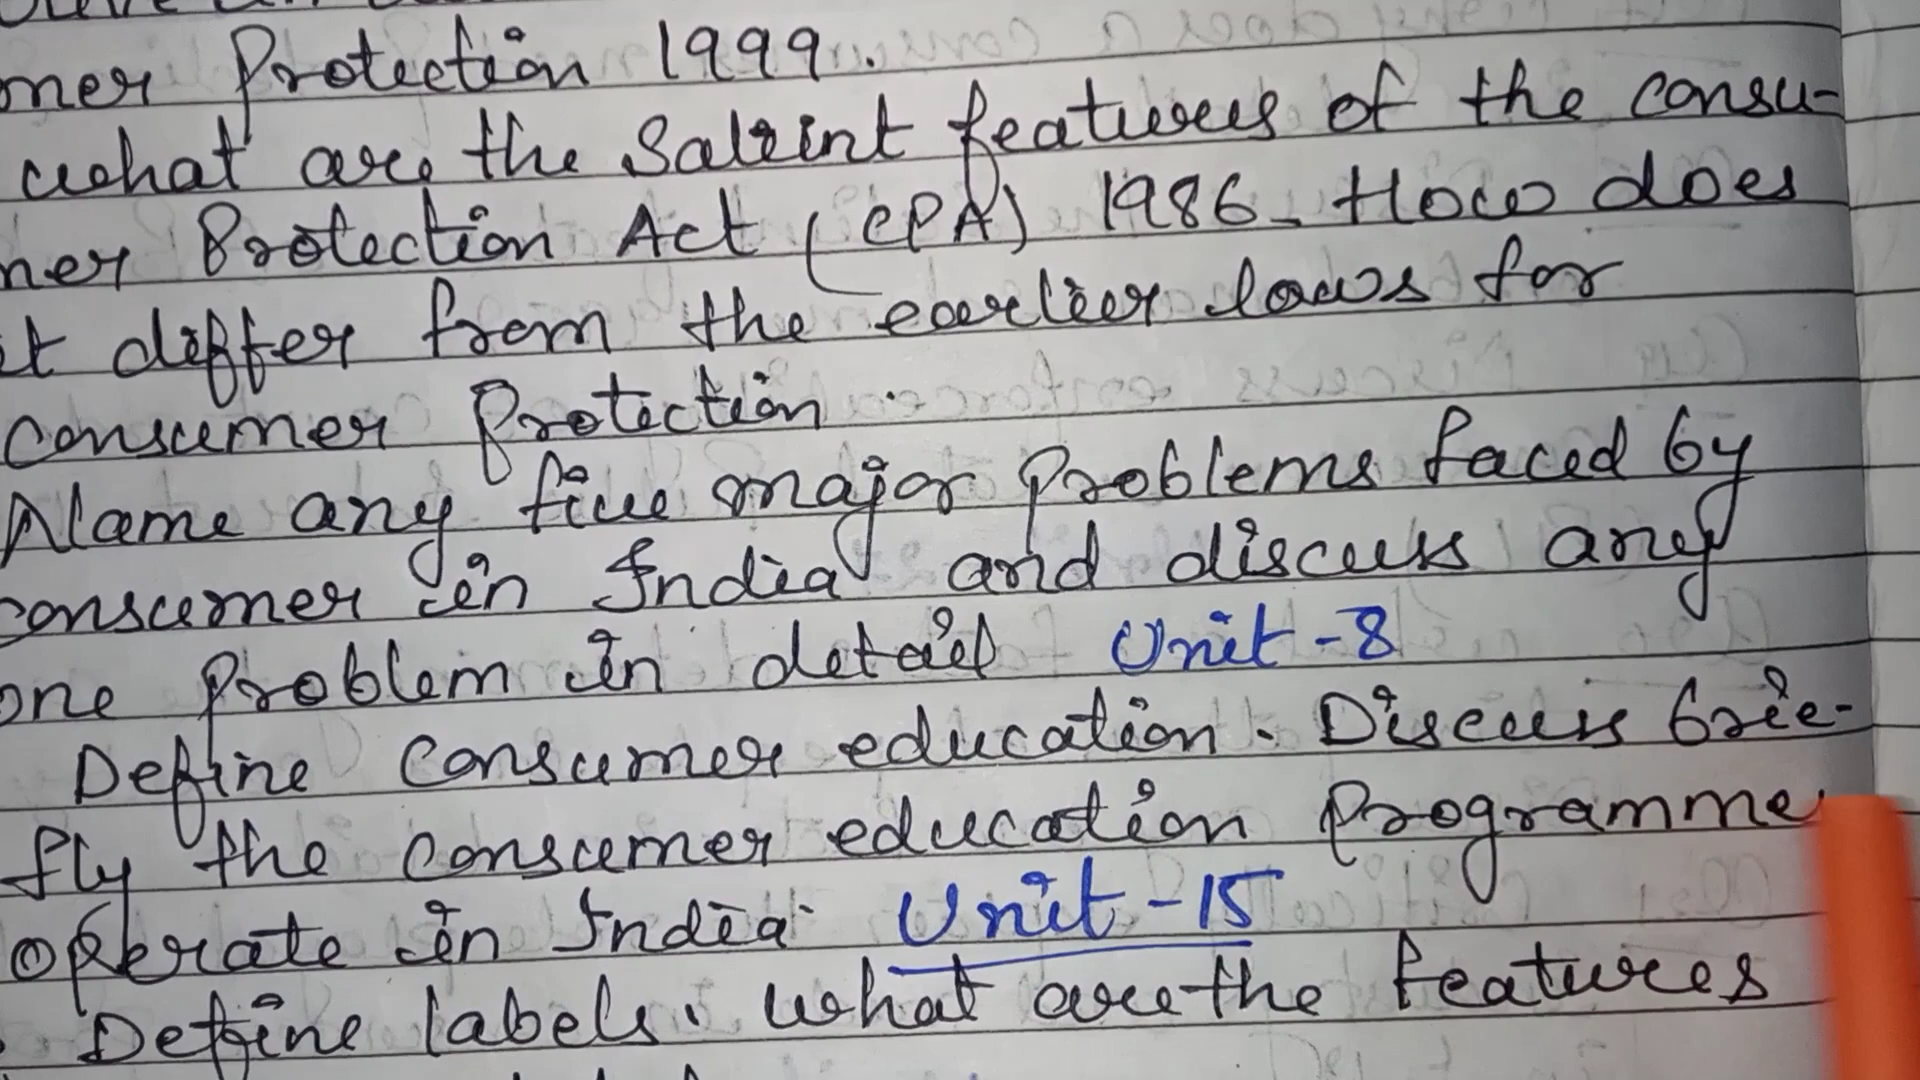 mer Protection 1999.
what are the Saleint features of the consu-
mer Protection Act (CPA) 1986. How does
it differ from the earlier laws for
consumer Protection.
Name any five major problems faced by
consumer in India and discuss any
one problem in detail Unit-8
Define consumer education. Discuss brie-
fly the consumer education programme
operate in India. Unit-15
Define labels. what are the features